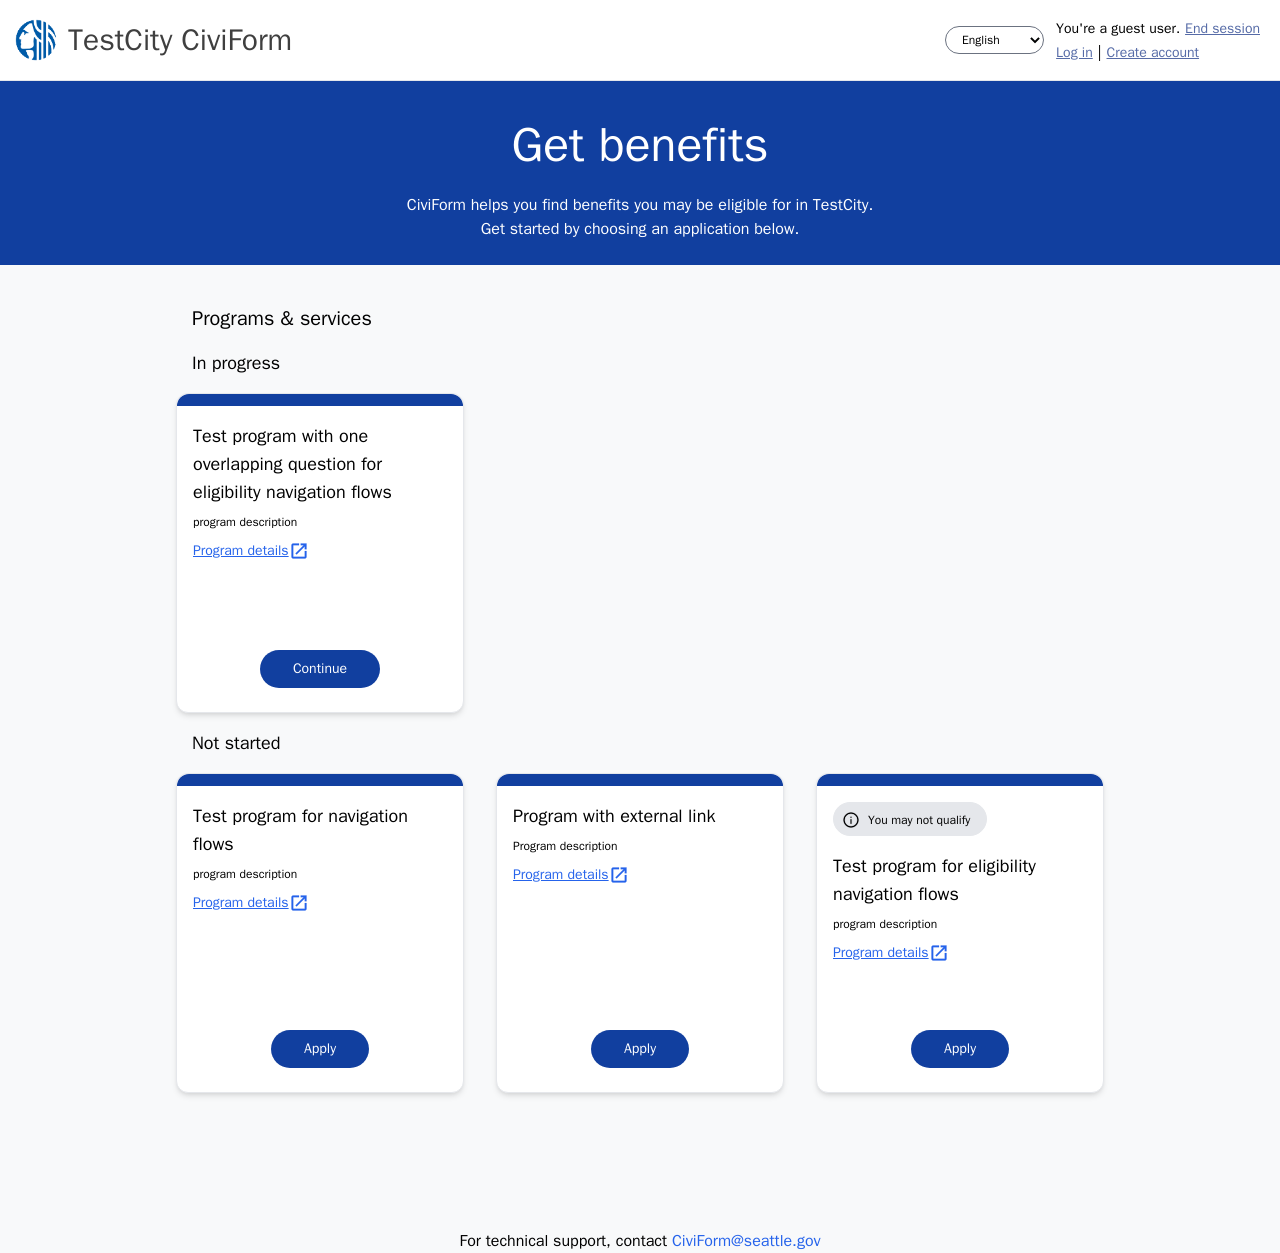 TestCity CiviForm
English
You're a guest user. End session
Log in | Create account
Get benefits
CiviForm helps you find benefits you may be eligible for in TestCity.
Get started by choosing an application below.
Programs & services
In progress
Test program with one
overlapping question for
eligibility navigation flows
program description
Program details
Continue
Not started
Test program for navigation
flows
program description
Program details
Apply
Program with external link
Program description
Program details
Apply
You may not qualify
Test program for eligibility
navigation flows
program description
Program details
Apply
For technical support, contact CiviForm@seattle.gov